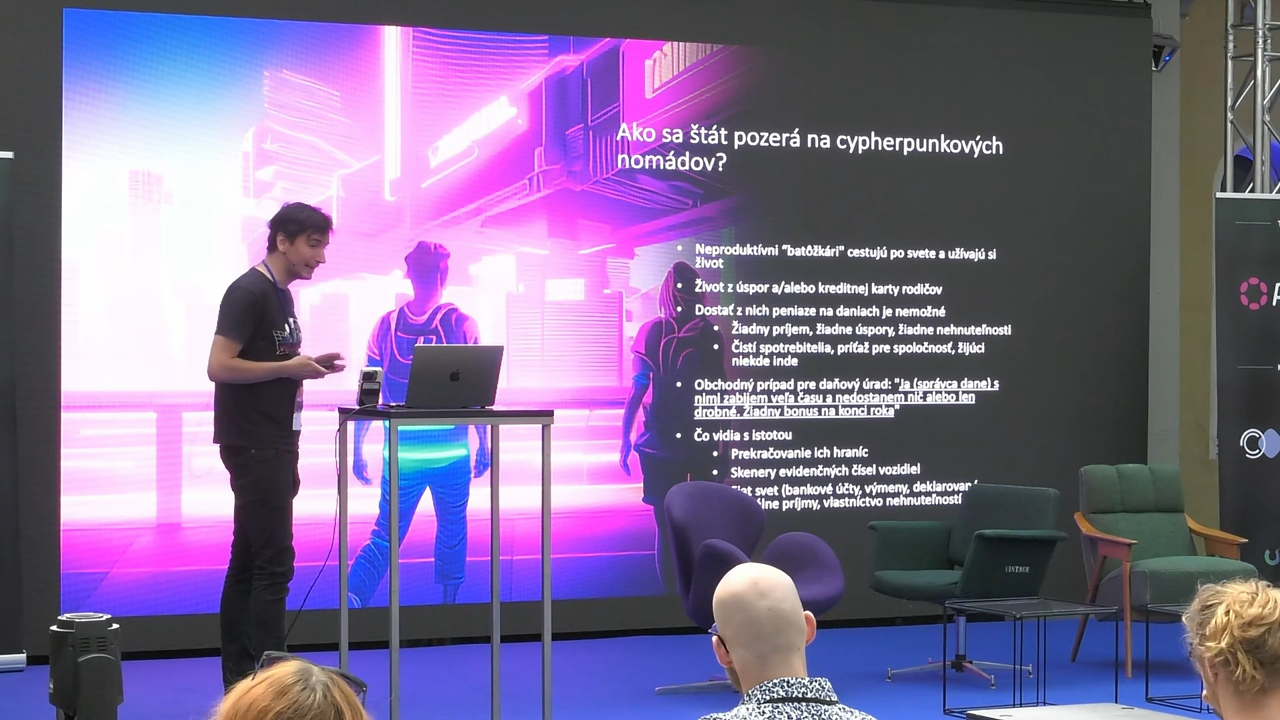 Ako sa štát pozerá na cypherpunkových
nomádov?
• Neproduktívni "batôžkári" cestujú po svete a užívajú si
život
• Život z úspor a/alebo kreditnej karty rodičov
• Dostať z nich peniaze na daniach je nemožné
• Žiadny príjem, žiadne úspory, žiadne nehnuteľnosti
• Čistí spotrebitelia, príťaž pre spoločnosť, žijúci
niekde inde
• Obchodný prípad pre daňový úrad: "Ja (správca dane) s
nimi zabijem veľa času a nedostanem nič alebo len
drobné. Žiadny bonus na konci roka"
• Čo vidia s istotou
• Prekračovanie ich hraníc
• Skenery evidenčných čísel vozidiel
svet (bankové účty, výmeny, deklarované
príjmy, vlastníctvo nehnuteľností
VINTAGE